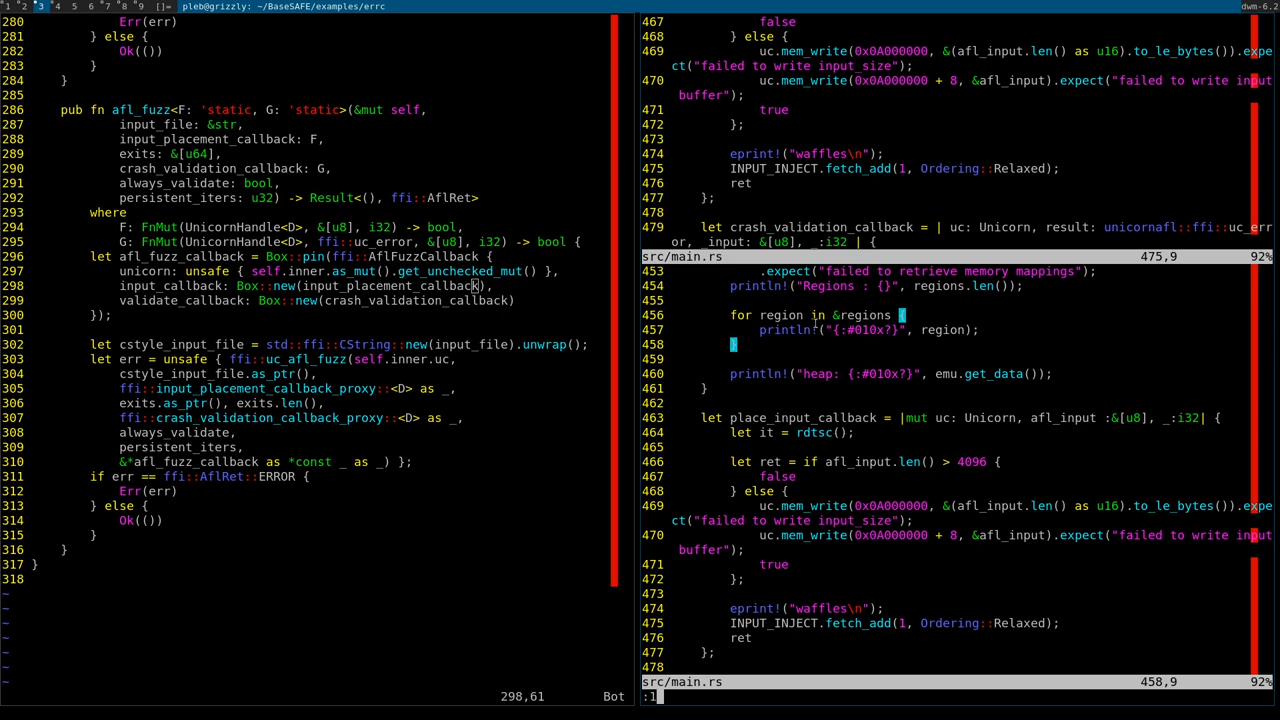 1 2 3 4 5 6 7 8 9 []= pleb@grizzly: ~/BaseSAFE/examples/errc dwm-6.2
280             Err(err)
281         } else {
282             Ok(())
283         }
284     }
285
286     pub fn afl_fuzz<F: 'static, G: 'static>(&mut self,
287             input_file: &str,
288             input_placement_callback: F,
289             exits: &[u64],
290             crash_validation_callback: G,
291             always_validate: bool,
292             persistent_iters: u32) -> Result<(), ffi::AflRet>
293         where
294             F: FnMut(UnicornHandle<D>, &[u8], i32) -> bool,
295             G: FnMut(UnicornHandle<D>, ffi::uc_error, &[u8], i32) -> bool {
296         let afl_fuzz_callback = Box::pin(ffi::AflFuzzCallback {
297             unicorn: unsafe { self.inner.as_mut().get_unchecked_mut() },
298             input_callback: Box::new(input_placement_callback),
299             validate_callback: Box::new(crash_validation_callback)
300         });
301
302         let cstyle_input_file = std::ffi::CString::new(input_file).unwrap();
303         let err = unsafe { ffi::uc_afl_fuzz(self.inner.uc,
304             cstyle_input_file.as_ptr(),
305             ffi::input_placement_callback_proxy::<D> as _,
306             exits.as_ptr(), exits.len(),
307             ffi::crash_validation_callback_proxy::<D> as _,
308             always_validate,
309             persistent_iters,
310             &*afl_fuzz_callback as *const _ as _) };
311         if err == ffi::AflRet::ERROR {
312             Err(err)
313         } else {
314             Ok(())
315         }
316     }
317 }
318
~
~
~
~
~
~
~
298,61 Bot
467             false
468         } else {
469             uc.mem_write(0x0A000000, &(afl_input.len() as u16).to_le_bytes()).expe
ct("failed to write input_size");
470             uc.mem_write(0x0A000000 + 8, &afl_input).expect("failed to write input
 buffer");
471             true
472         };
473
474         eprint!("waffles\n");
475         INPUT_INJECT.fetch_add(1, Ordering::Relaxed);
476         ret
477     };
478
479     let crash_validation_callback = | uc: Unicorn, result: unicornafl::ffi::uc_err
or, _input: &[u8], _:i32 | {
src/main.rs 475,9 92%
453             .expect("failed to retrieve memory mappings");
454         println!("Regions : {}", regions.len());
455
456         for region in &regions {
457             println!("{:#010x?}", region);
458         }
459
460         println!("heap: {:#010x?}", emu.get_data());
461     }
462
463     let place_input_callback = |mut uc: Unicorn, afl_input :&[u8], _:i32| {
464         let it = rdtsc();
465
466         let ret = if afl_input.len() > 4096 {
467             false
468         } else {
469             uc.mem_write(0x0A000000, &(afl_input.len() as u16).to_le_bytes()).expe
ct("failed to write input_size");
470             uc.mem_write(0x0A000000 + 8, &afl_input).expect("failed to write input
 buffer");
471             true
472         };
473
474         eprint!("waffles\n");
475         INPUT_INJECT.fetch_add(1, Ordering::Relaxed);
476         ret
477     };
478
src/main.rs 458,9 92%
:1